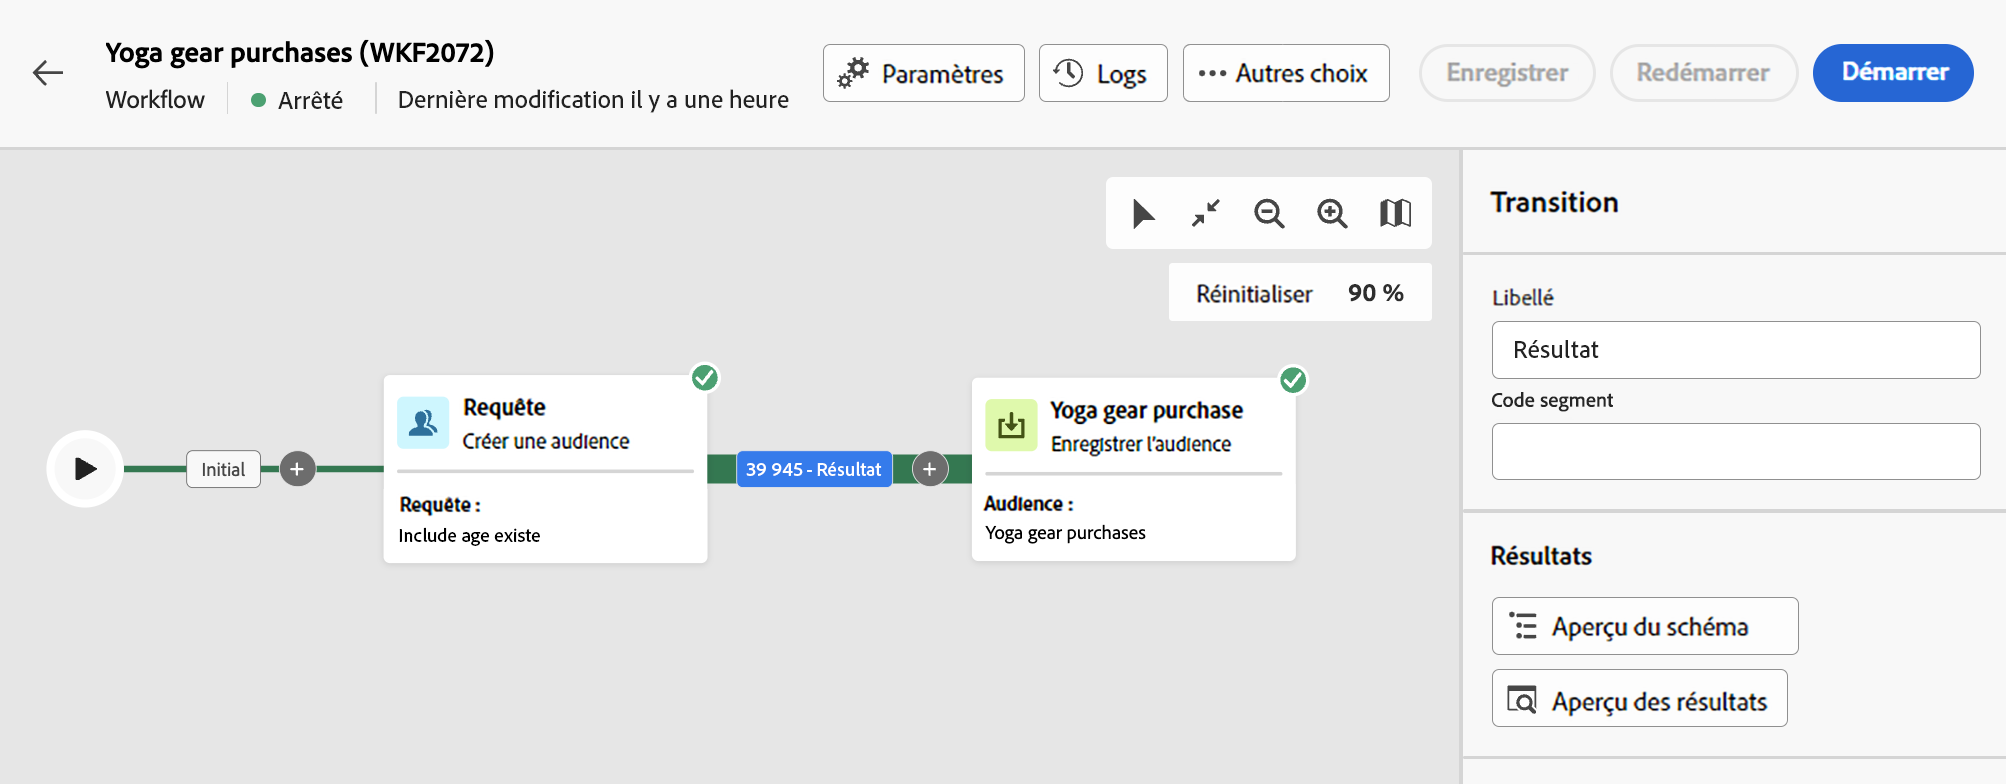 Yoga gear purchases (WKF2072)
Workflow
Arrêté
Dernière modification il y a une heure
Paramètres
Logs
Autres choix
Enregistrer
Redémarrer
Démarrer
Réinitialiser
90 %
Initial
Requête
Créer une audience
Requête :
Include age existe
39 945 - Résultat
Yoga gear purchase
Enregistrer l’audience
Audience :
Yoga gear purchases
Transition
Libellé
Résultat
Code segment
Résultats
Aperçu du schéma
Aperçu des résultats